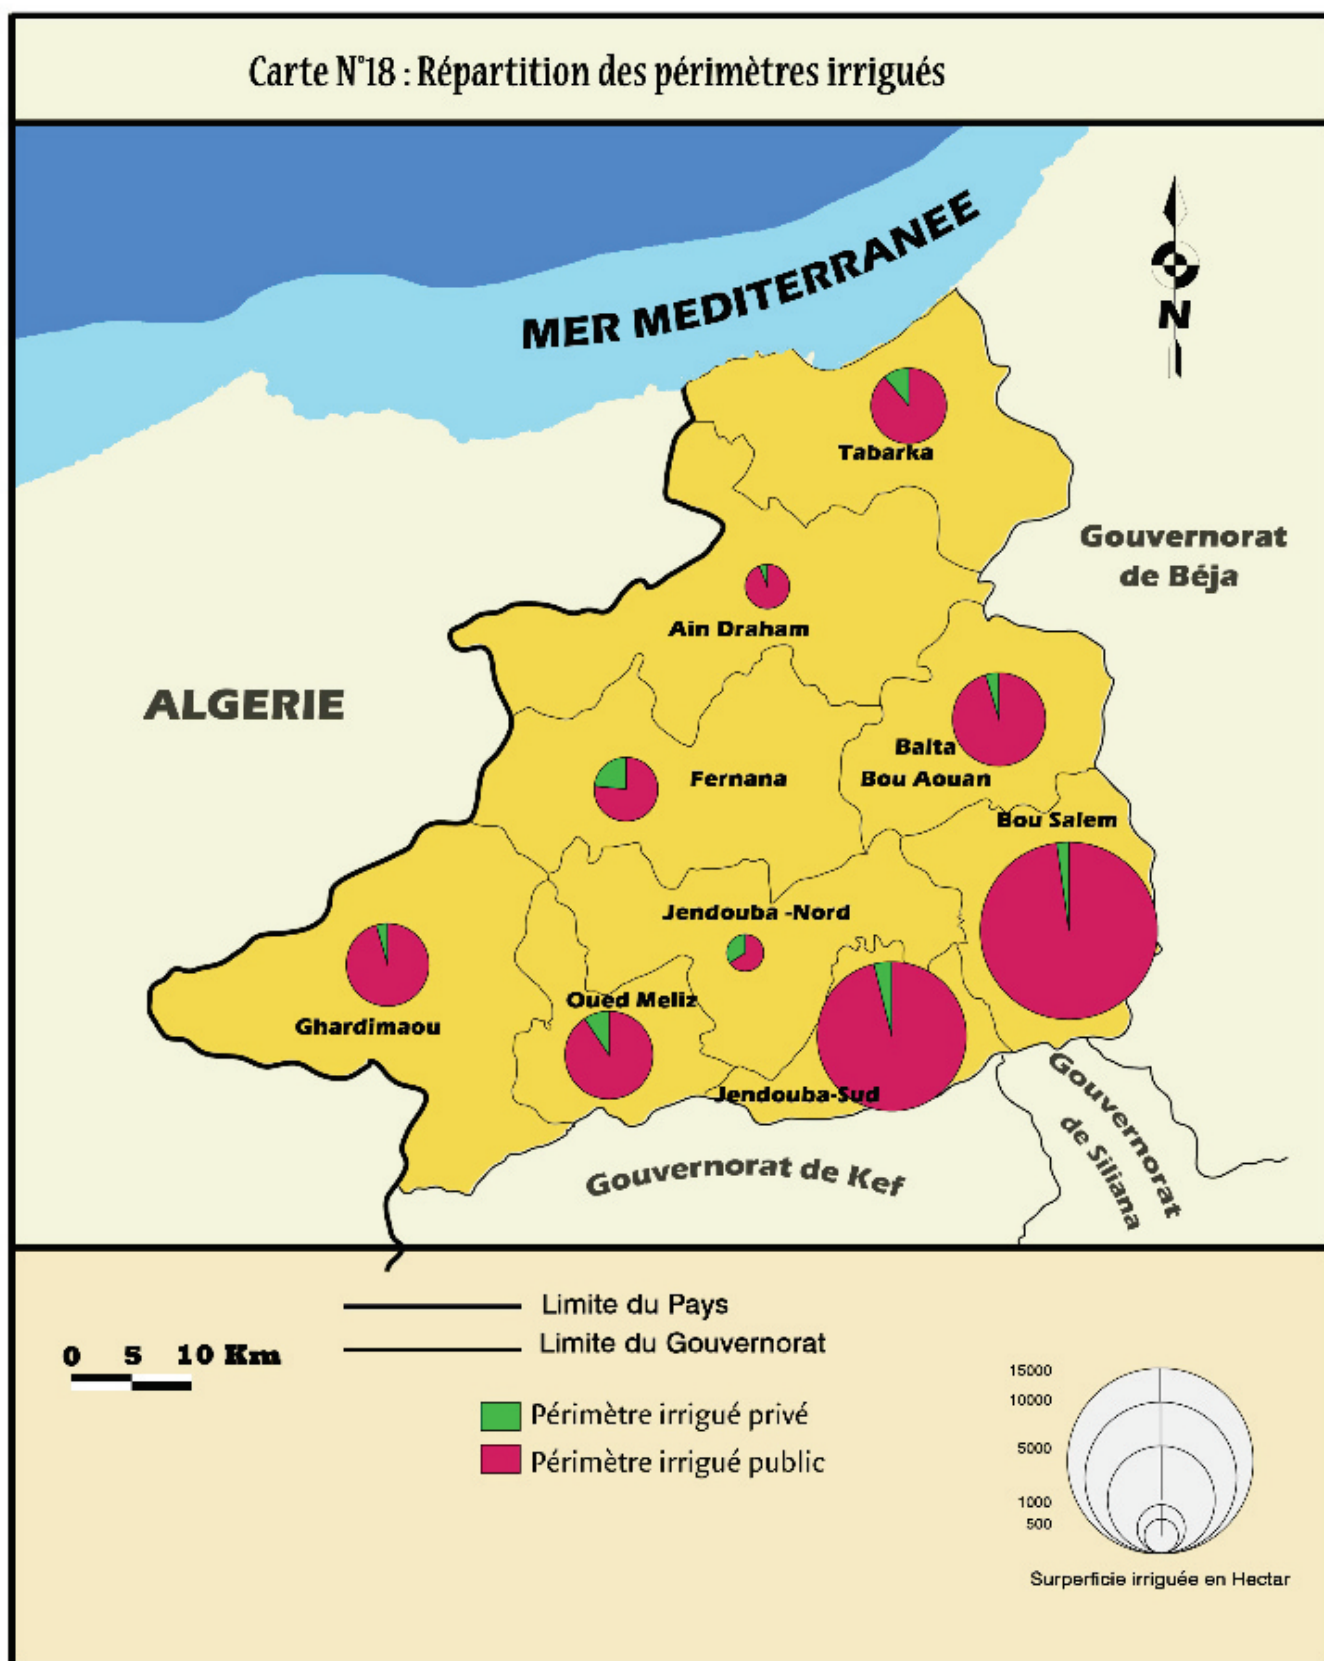 Carte N°18 : Répartition des périmètres irrigués
MER MEDITERRANEE
N
Tabarka
Gouvernorat
de Béja
Ain Draham
ALGERIE
Balta
Bou Aouan
Fernana
Bou Salem
Jendouba -Nord
Oued Meliz
Ghardimaou
Jendouba-Sud
Gouvernorat
de Siliana
Gouvernorat de Kef
Limite du Pays
Limite du Gouvernorat
0 5 10 Km
Périmètre irrigué privé
Périmètre irrigué public
15000
10000
5000
1000
500
Surperficie irriguée en Hectar